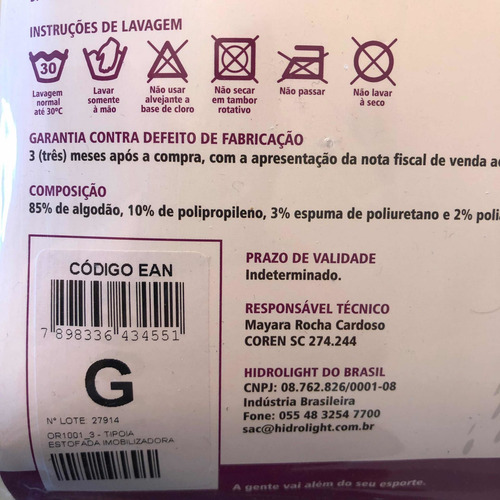 INSTRUÇÕES DE LAVAGEM
30
Lavagem
normal
até 30ºC
Lavar
somente
à mão
Não usar
alvejante a
base de cloro
Não secar
em tambor
rotativo
Não passar
Não lavar
à seco
GARANTIA CONTRA DEFEITO DE FABRICAÇÃO
3 (três) meses após a compra, com a apresentação da nota fiscal de venda
COMPOSIÇÃO
85% de algodão, 10% de polipropileno, 3% espuma de poliuretano e 2%
CÓDIGO EAN
7 898336 434551
G
N° LOTE 27914
OR1001_3 - TIPOIA
ESTOFADA IMOBILIZADORA
PRAZO DE VALIDADE
Indeterminado.
RESPONSÁVEL TÉCNICO
Mayara Rocha Cardoso
COREN SC 274.244
HIDROLIGHT DO BRASIL
CNPJ: 08.762.826/0001-08
Indústria Brasileira
Fone: 055 48 3254 7700
sac@hidrolight.com.br
A gente vai além do seu esporte.